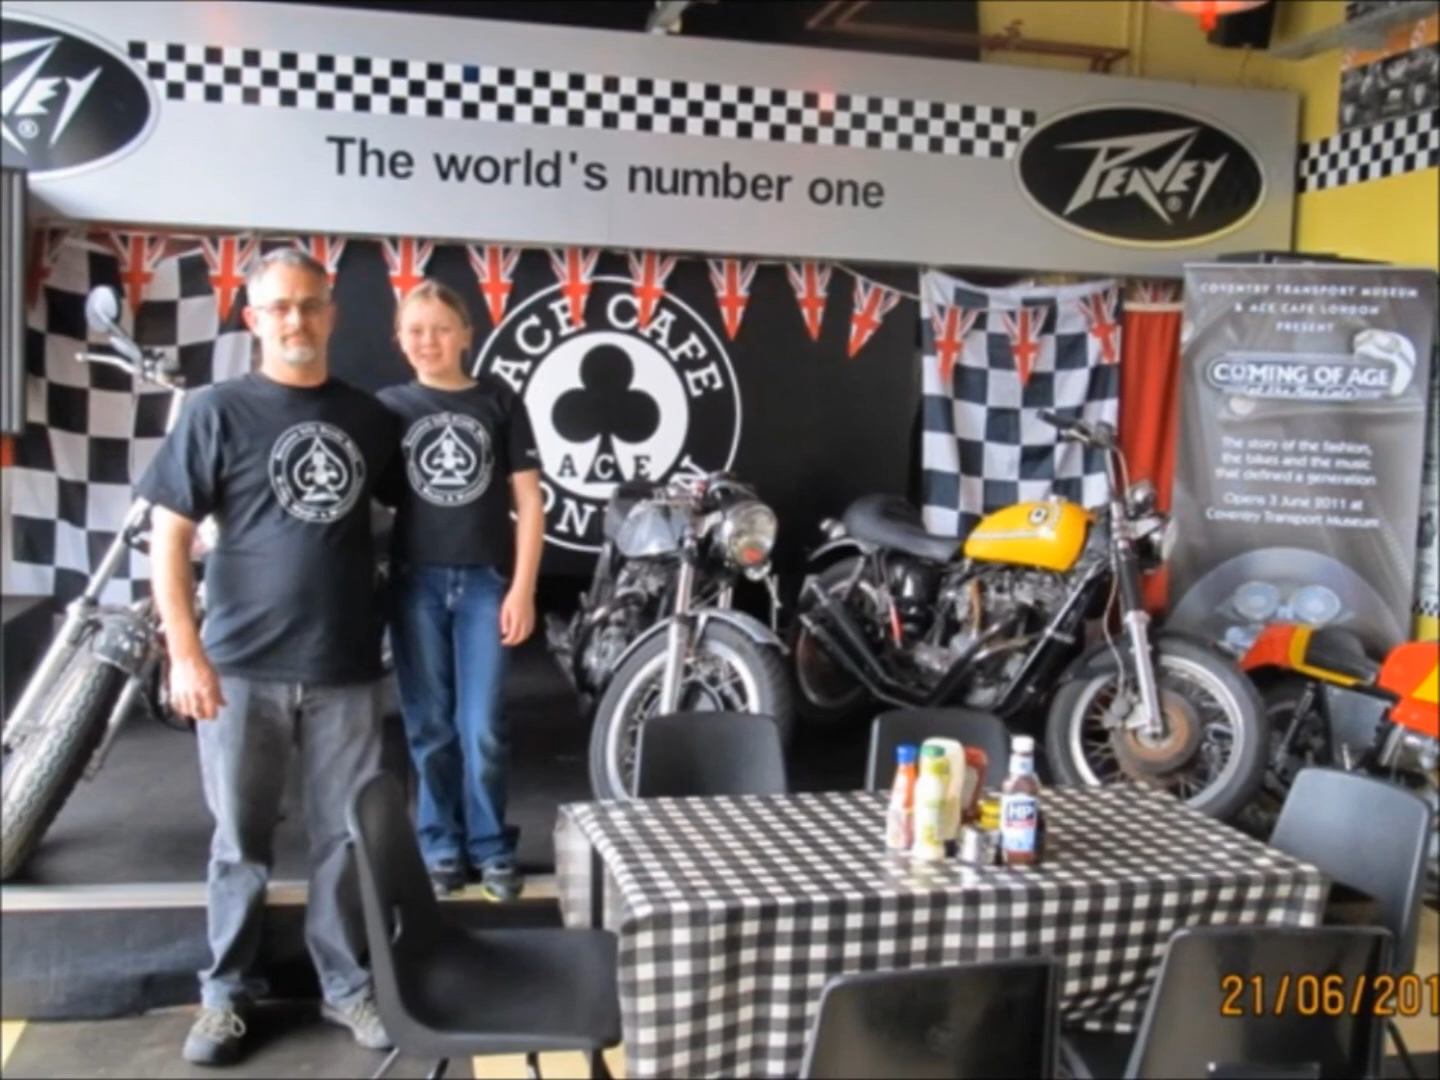 PEAVEY
®
The world's number one
PEAVEY
®
ACE CAFE
ACE
COVENTRY TRANSPORT MUSEUM
& ACE CAFE LONDON
PRESENT
COMING OF AGE
The story of the fashion,
the bikes and the music
that defined a generation
Opens 3 June 2011 at
Coventry Transport Museum
HP
21/06/201